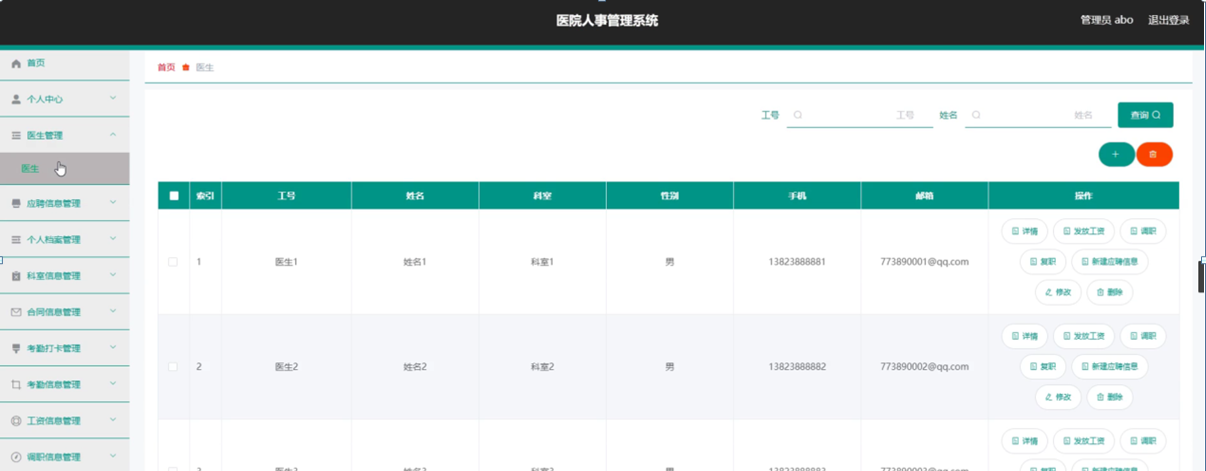 医院人事管理系统
管理员 abo 退出登录
首页
个人中心
医生管理
医生
应聘信息管理
个人档案管理
科室信息管理
合同信息管理
考勤打卡管理
考勤信息管理
工资信息管理
调职信息管理
首页 医生
工号 工号 姓名 姓名 查询
索引 工号 姓名 科室 性别 手机 邮箱 操作
1 医生1 姓名1 科室1 男 13823888881 773890001@qq.com
详情 发放工资 调职
复职 新建应聘信息
修改 删除
2 医生2 姓名2 科室2 男 13823888882 773890002@qq.com
详情 发放工资 调职
复职 新建应聘信息
修改 删除
详情 发放工资 调职